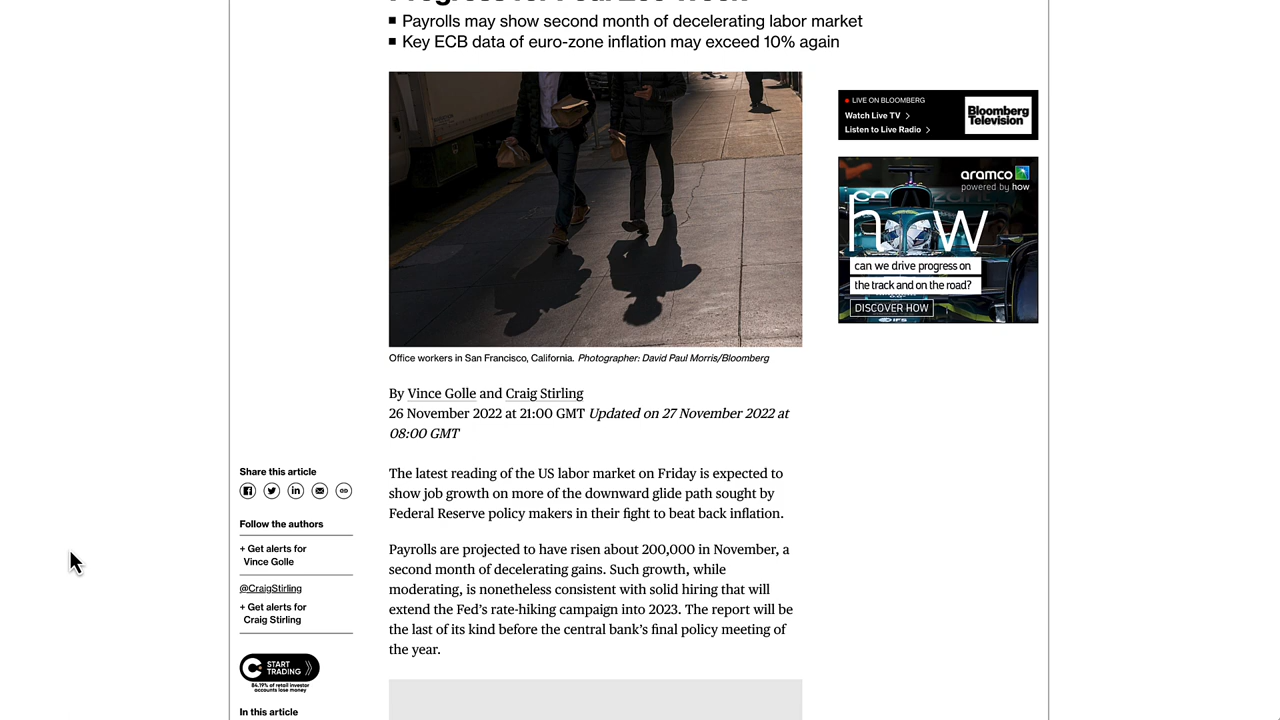 Payrolls may show second month of decelerating labor market
Key ECB data of euro-zone inflation may exceed 10% again
LIVE ON BLOOMBERG
Watch Live TV
Listen to Live Radio
Bloomberg
Television
aramco
powered by how
how
can we drive progress on
the track and on the road?
DISCOVER HOW
Office workers in San Francisco, California. Photographer: David Paul Morris/Bloomberg
By Vince Golle and Craig Stirling
26 November 2022 at 21:00 GMT Updated on 27 November 2022 at
08:00 GMT
Share this article
Follow the authors
+ Get alerts for
Vince Golle
@CraigStirling
+ Get alerts for
Craig Stirling
START
TRADING
84.19% of retail investor
accounts lose money
In this article
The latest reading of the US labor market on Friday is expected to
show job growth on more of the downward glide path sought by
Federal Reserve policy makers in their fight to beat back inflation.
Payrolls are projected to have risen about 200,000 in November, a
second month of decelerating gains. Such growth, while
moderating, is nonetheless consistent with solid hiring that will
extend the Fed’s rate-hiking campaign into 2023. The report will be
the last of its kind before the central bank’s final policy meeting of
the year.